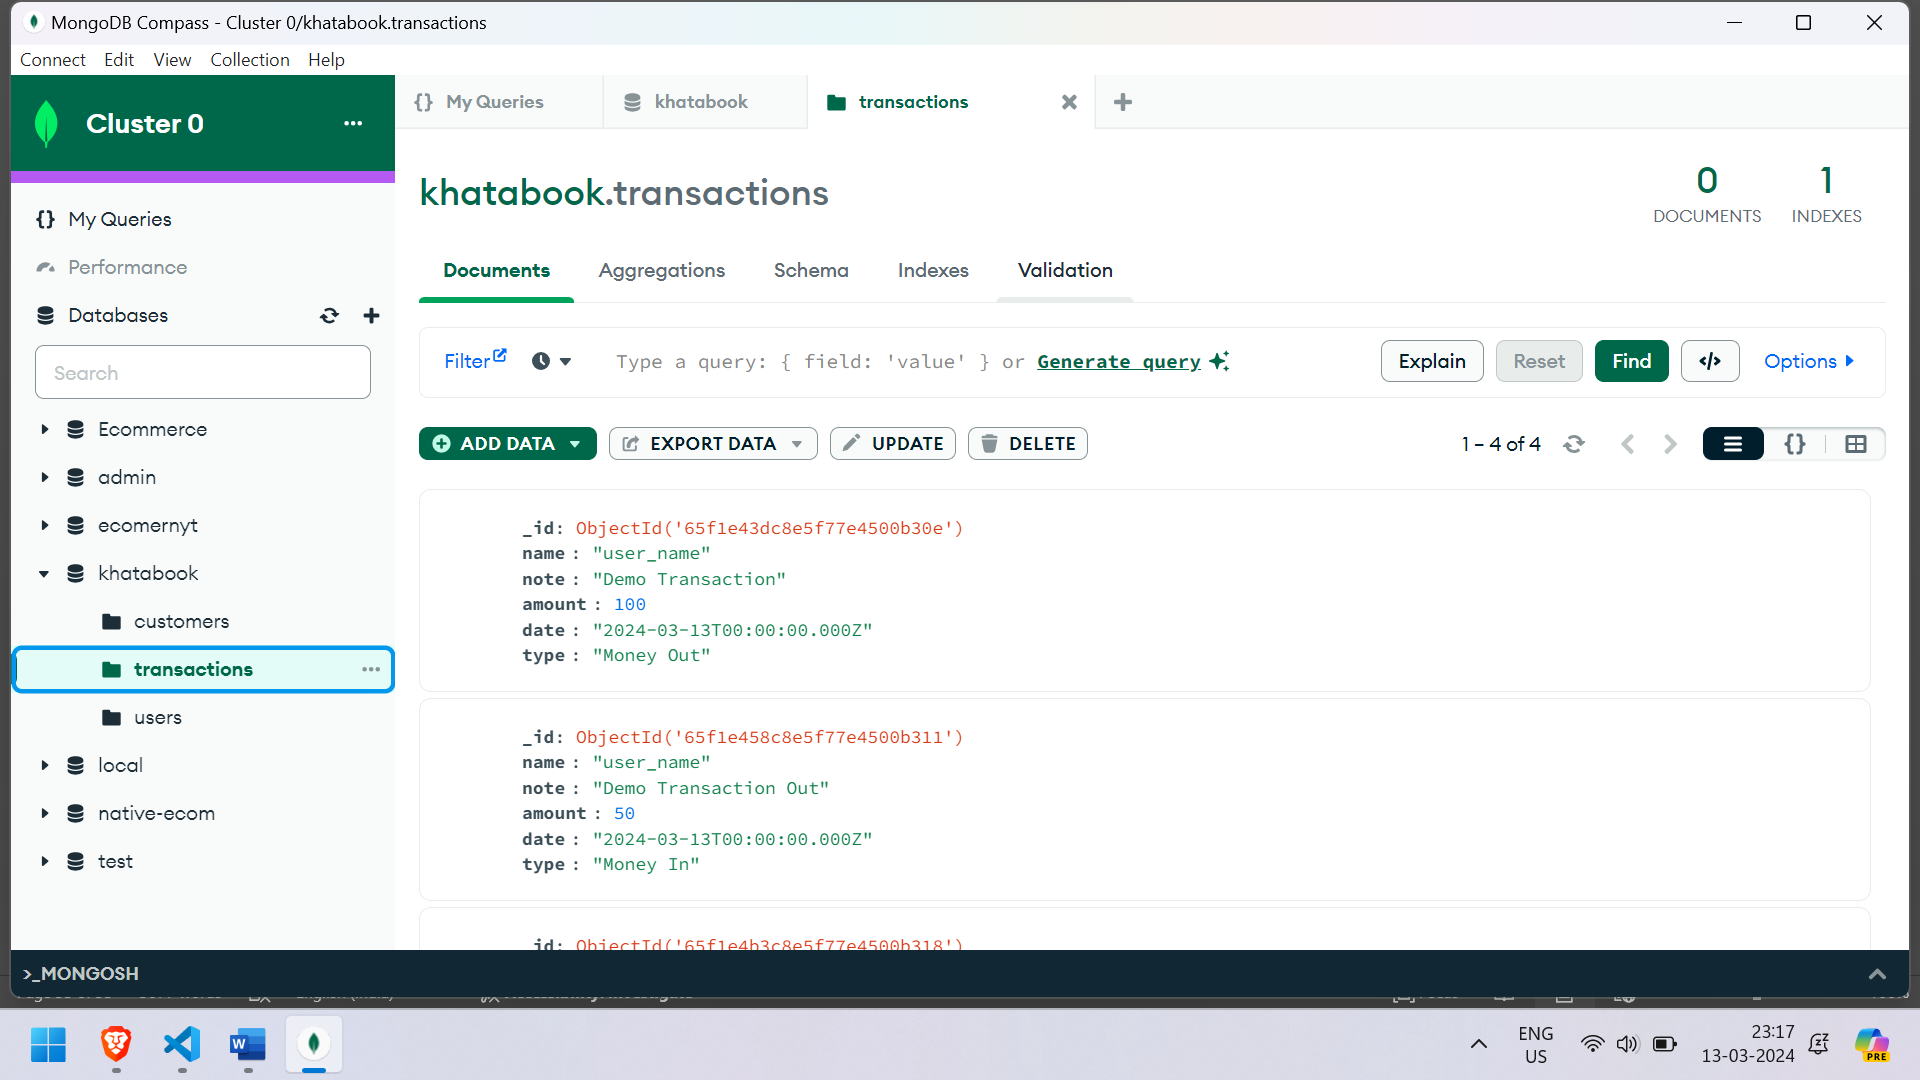 MongoDB Compass - Cluster 0/khatabook.transactions
Connect Edit View Collection Help
Cluster 0
My Queries
Performance
Databases
Search
Ecommerce
admin
ecomernyt
khatabook
customers
transactions
users
local
native-ecom
test
My Queries khatabook transactions
khatabook.transactions
0 DOCUMENTS
1 INDEXES
Documents Aggregations Schema Indexes Validation
Filter Type a query: { field: 'value' } or Generate query Explain Reset Find </> Options
ADD DATA EXPORT DATA UPDATE DELETE 1 – 4 of 4
_id: ObjectId('65f1e43dc8e5f77e4500b30e')
name : "user_name"
note : "Demo Transaction"
amount : 100
date : "2024-03-13T00:00:00.000Z"
type : "Money Out"
_id: ObjectId('65f1e458c8e5f77e4500b311')
name : "user_name"
note : "Demo Transaction Out"
amount : 50
date : "2024-03-13T00:00:00.000Z"
type : "Money In"
_id: ObjectId('65f1e4b3c8e5f77e4500b318')
>_MONGOSH
ENG
US
23:17
13-03-2024
PRE